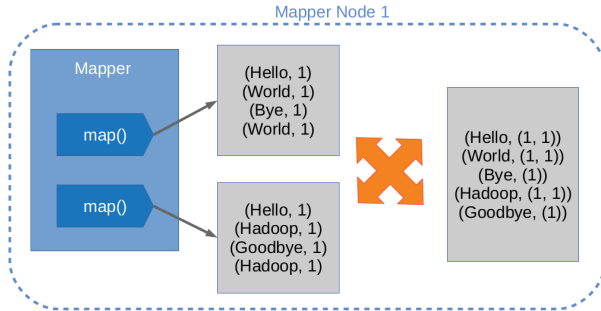 Mapper Node 1
Mapper
map()
map()
(Hello, 1)
(World, 1)
(Bye, 1)
(World, 1)
(Hello, 1)
(Hadoop, 1)
(Goodbye, 1)
(Hadoop, 1)
(Hello, (1, 1))
(World, (1, 1))
(Bye, (1))
(Hadoop, (1, 1))
(Goodbye, (1))